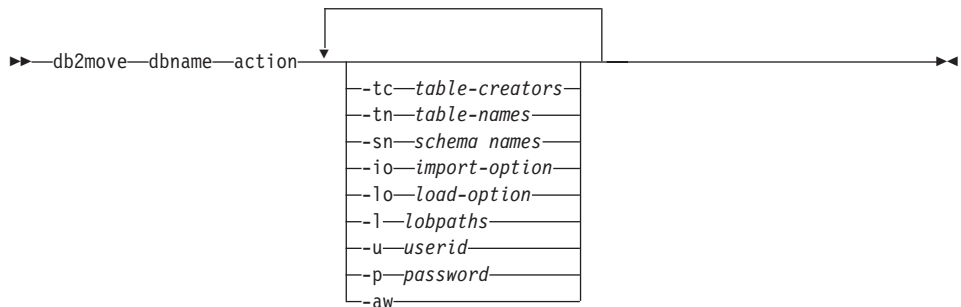 db2move dbname action
-tc table-creators
-tn table-names
-sn schema names
-io import-option
-lo load-option
-l lobpaths
-u userid
-p password
-aw